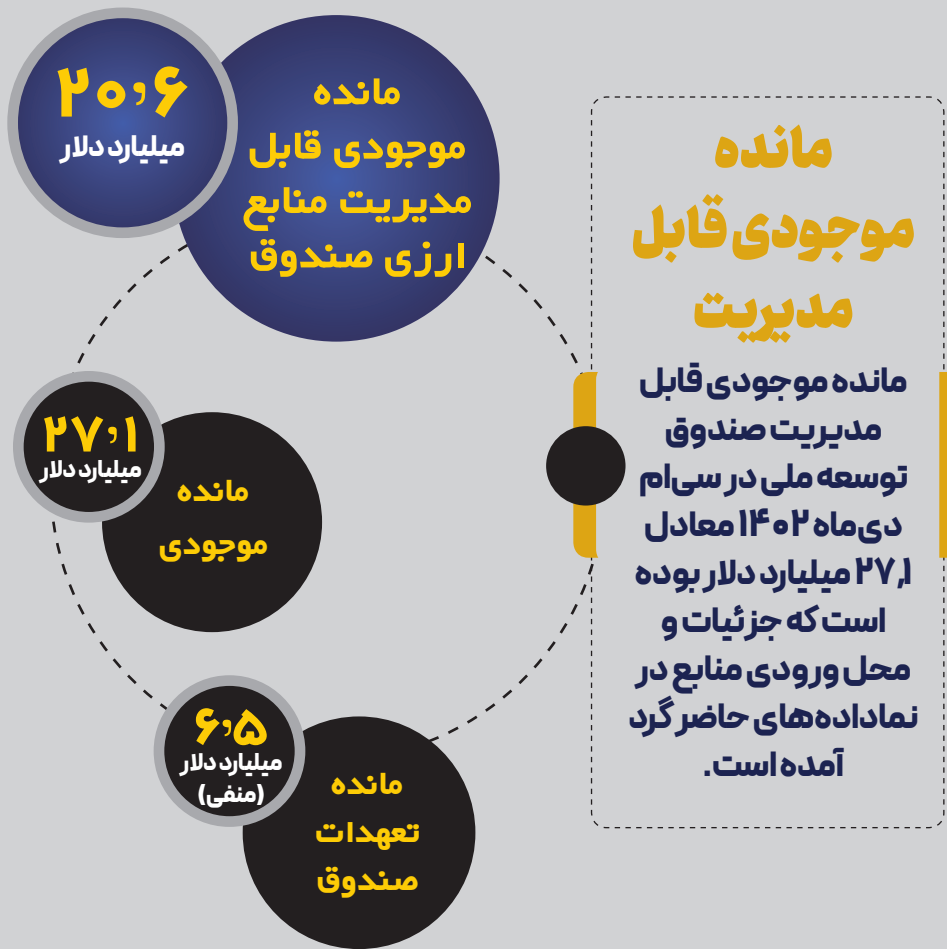 مانده
موجودی قابل
مدیریت
مانده موجودی قابل
مدیریت صندوق
توسعه ملی در سی‌ام
دی‌ماه ۱۴۰۲ معادل
۲۷٫۱ میلیارد دلار بوده
است که جزئیات و
محل ورودی منابع در
نماداده‌های حاضر گرد
آمده است.
مانده
موجودی قابل
مدیریت منابع
ارزی صندوق
۲۰٫۶
میلیارد دلار
مانده
موجودی
۲۷٫۱
میلیارد دلار
مانده
تعهدات
صندوق
۶٫۵
میلیارد دلار
(منفی)